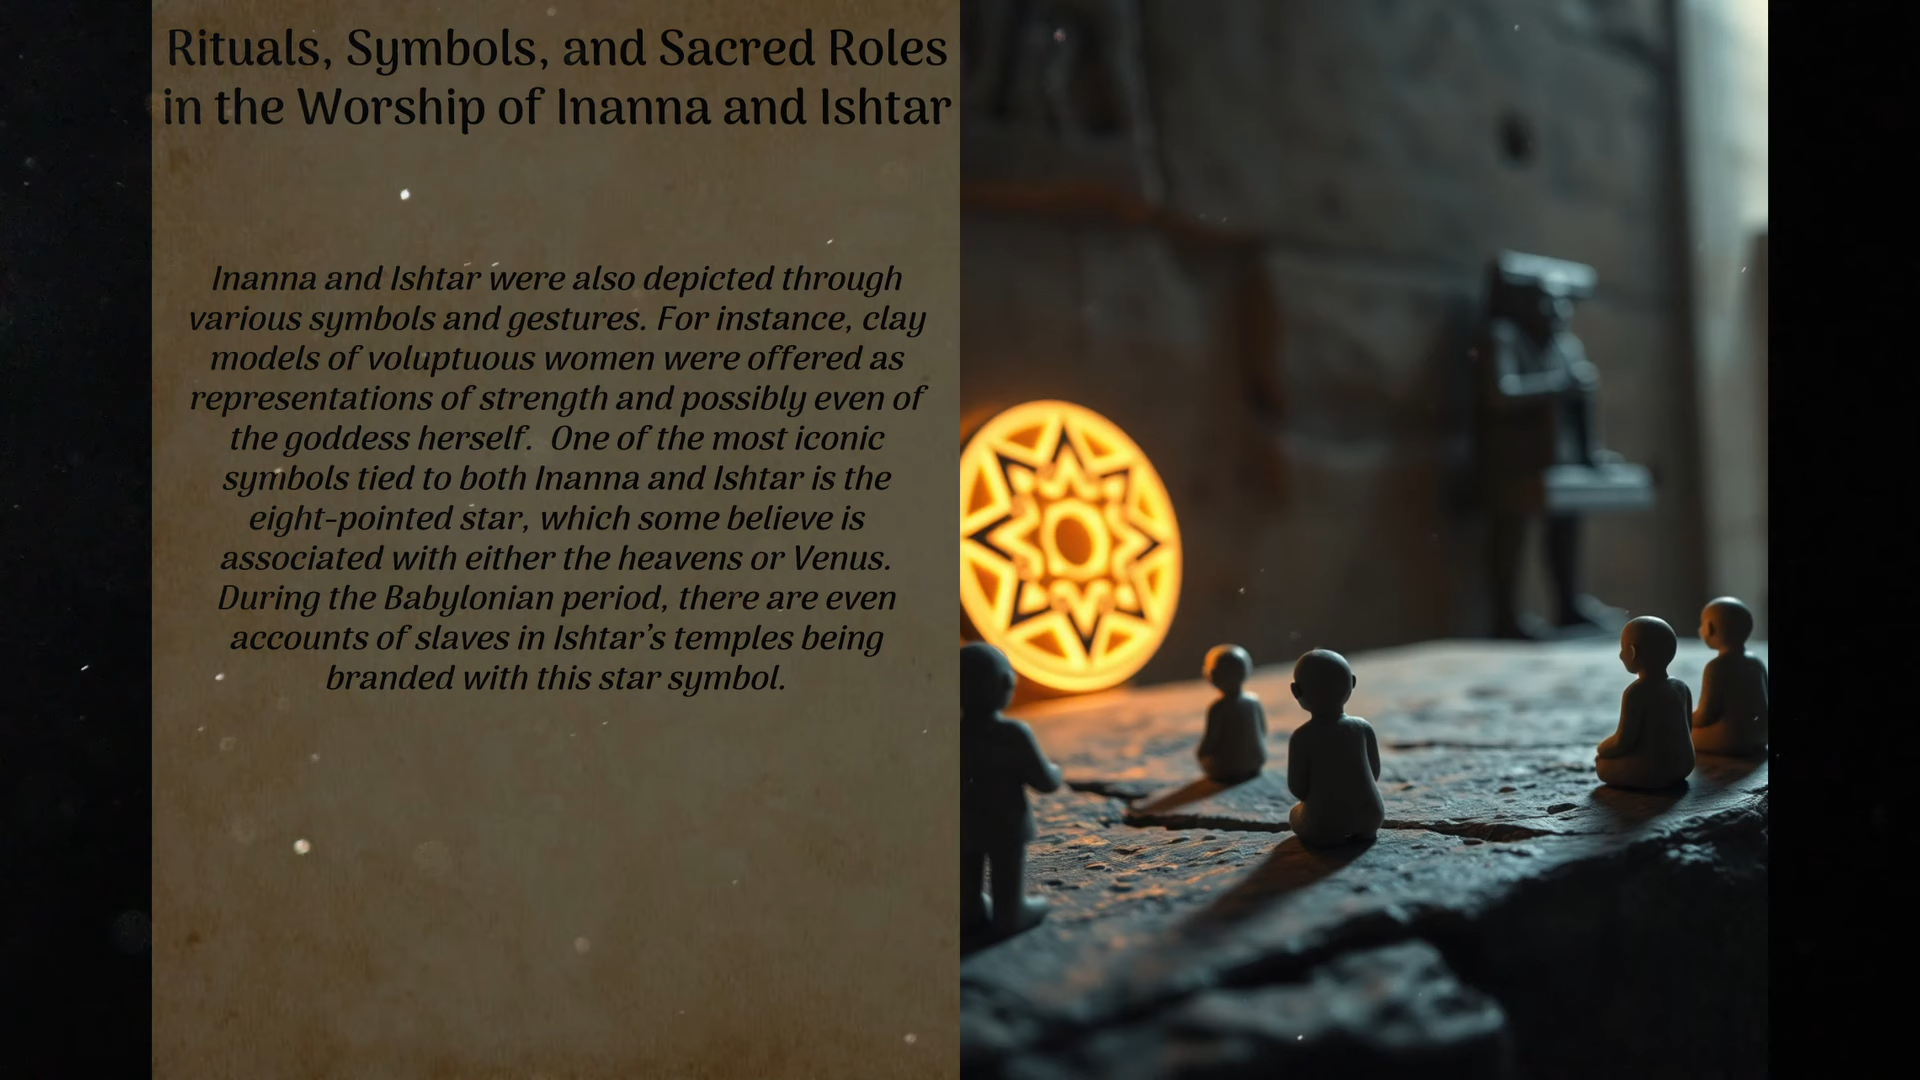 Rituals, Symbols, and Sacred Roles
in the Worship of Inanna and Ishtar
Inanna and Ishtar were also depicted through
various symbols and gestures. For instance, clay
models of voluptuous women were offered as
representations of strength and possibly even of
the goddess herself.  One of the most iconic
symbols tied to both Inanna and Ishtar is the
eight-pointed star, which some believe is
associated with either the heavens or Venus.
During the Babylonian period, there are even
accounts of slaves in Ishtar’s temples being
branded with this star symbol.